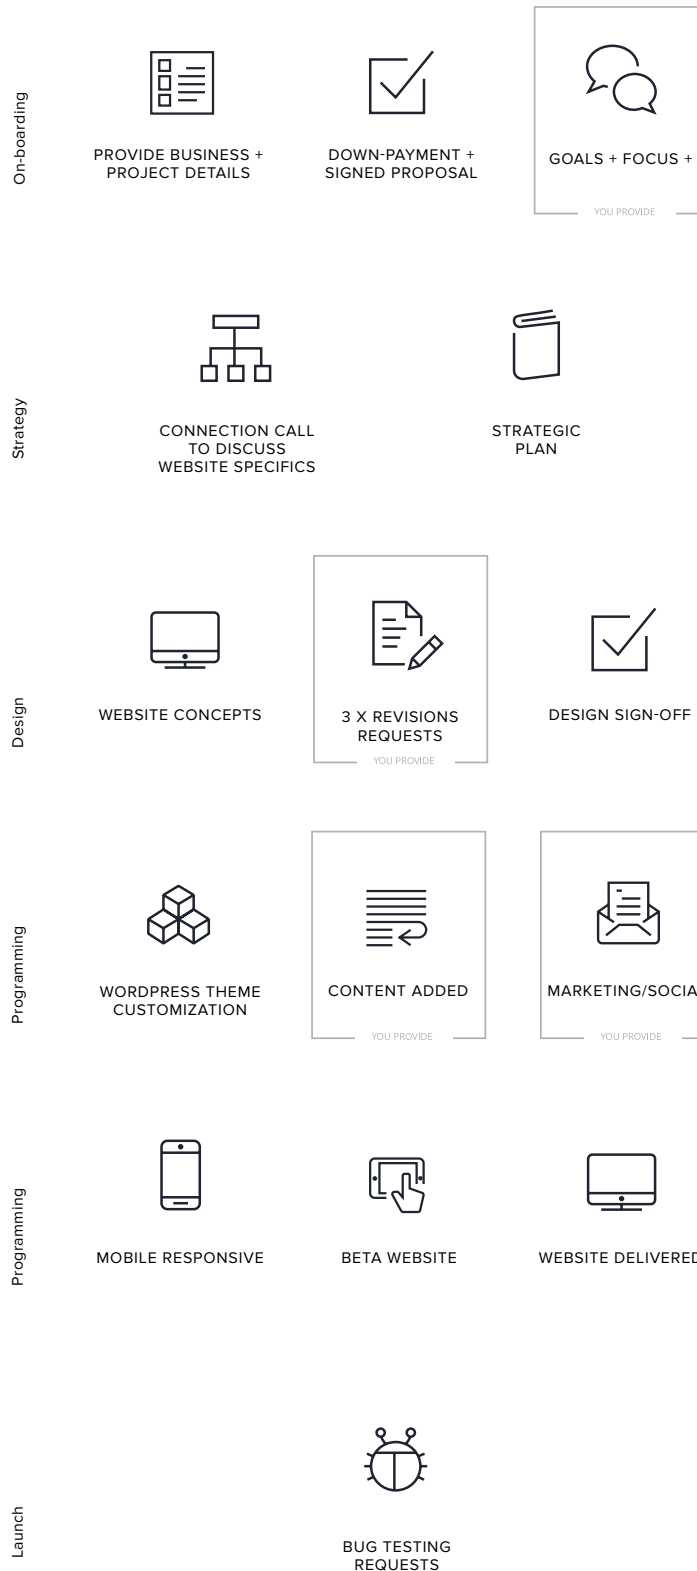 On-boarding
PROVIDE BUSINESS +
PROJECT DETAILS
DOWN-PAYMENT +
SIGNED PROPOSAL
GOALS + FOCUS +
YOU PROVIDE
Strategy
CONNECTION CALL
TO DISCUSS
WEBSITE SPECIFICS
STRATEGIC
PLAN
Design
WEBSITE CONCEPTS
3 X REVISIONS
REQUESTS
YOU PROVIDE
DESIGN SIGN-OFF
Programming
WORDPRESS THEME
CUSTOMIZATION
CONTENT ADDED
YOU PROVIDE
MARKETING/SOCIA
YOU PROVIDE
Programming
MOBILE RESPONSIVE
BETA WEBSITE
WEBSITE DELIVERED
Launch
BUG TESTING
REQUESTS